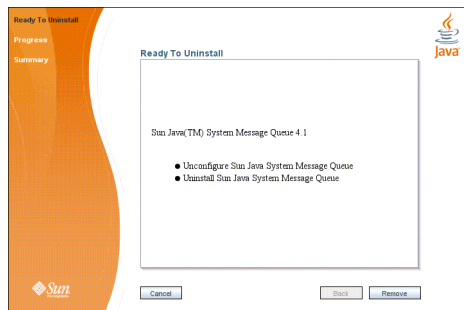 Ready To Uninstall
Progress
Summary
Ready To Uninstall
Java
Sun Java(TM) System Message Queue 4.1
● Unconfigure Sun Java System Message Queue
● Uninstall Sun Java System Message Queue
Sun
Cancel
Back
Remove